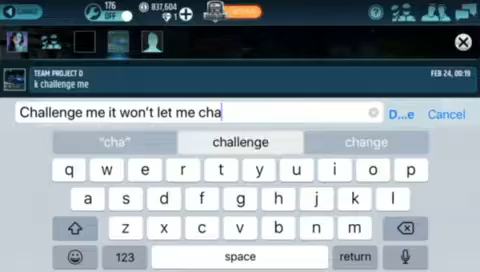 GARAGE
176
OFF
837,604
1
TEAM PROJECT D
FEB 24, 00:19
k challenge me
Challenge me it won't let me cha
D...e
Cancel
"cha"
challenge
change
q w e r t y u i o p
a s d f g h j k l
z x c v b n m
123
space
return